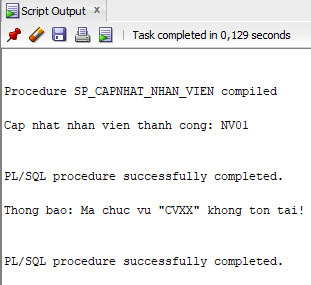 Script Output x
Task completed in 0,129 seconds
Procedure SP_CAPNHAT_NHAN_VIEN compiled
Cap nhat nhan vien thanh cong: NV01
PL/SQL procedure successfully completed.
Thong bao: Ma chuc vu "CVXX" khong ton tai!
PL/SQL procedure successfully completed.